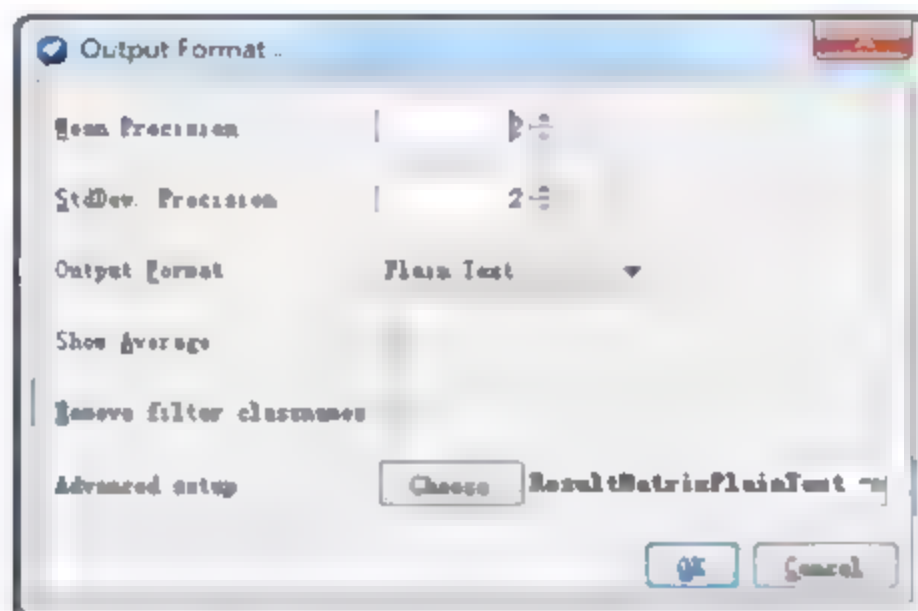 Output Format ..
Mean Precision 2
StdDev. Precision 2
Output Format Plain Text
Show Average
Remove filter classnames
Advanced setup Choose ResultMatrixPlainText
OK Cancel